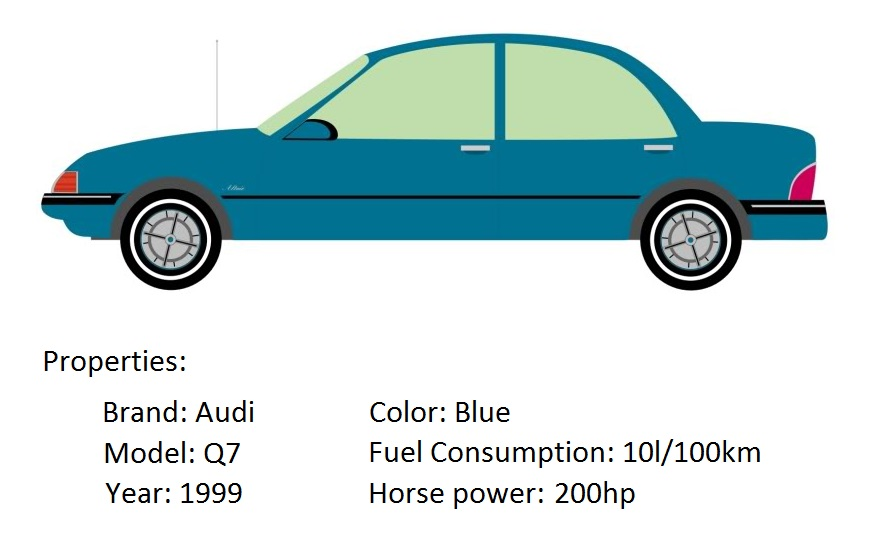 Properties:
Brand: Audi
Color: Blue
Model: Q7
Fuel Consumption: 10l/100km
Year: 1999
Horse power: 200hp